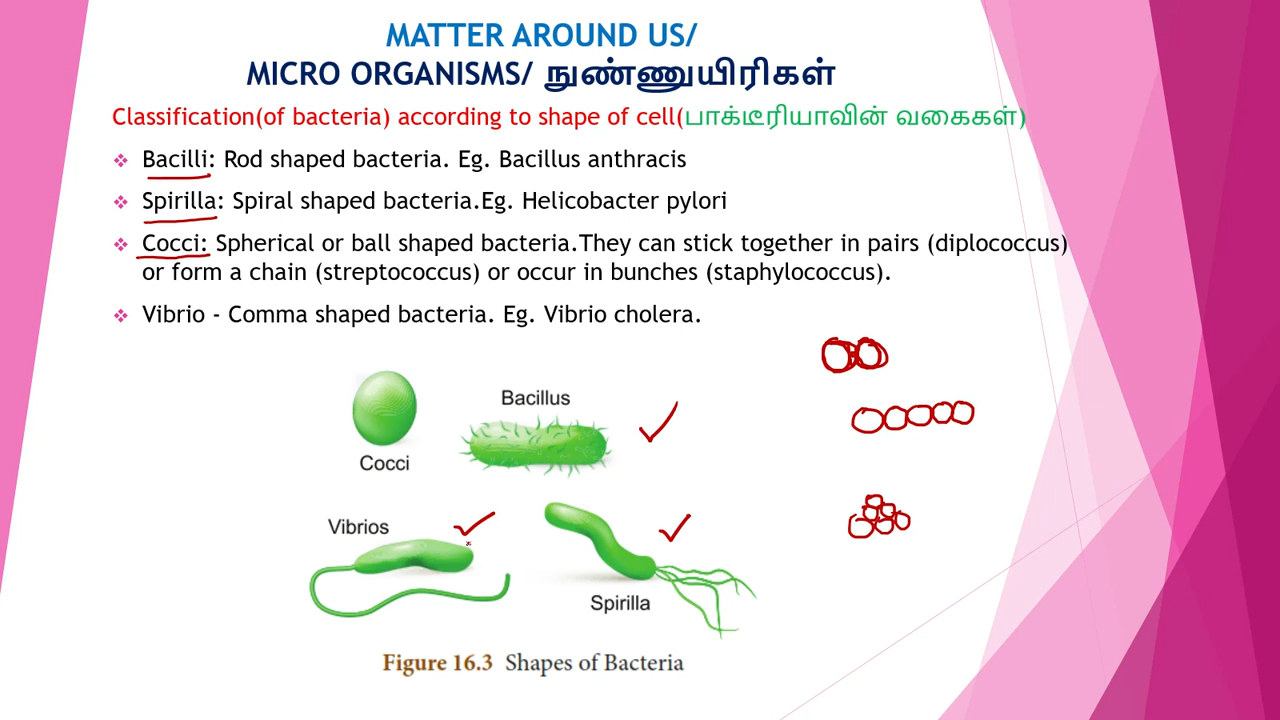 MATTER AROUND US/
MICRO ORGANISMS/ நுண்ணுயிரிகள்
Classification(of bacteria) according to shape of cell(பாக்டீரியாவின் வகைகள்)
❖ Bacilli: Rod shaped bacteria. Eg. Bacillus anthracis
❖ Spirilla: Spiral shaped bacteria.Eg. Helicobacter pylori
❖ Cocci: Spherical or ball shaped bacteria.They can stick together in pairs (diplococcus)
or form a chain (streptococcus) or occur in bunches (staphylococcus).
❖ Vibrio - Comma shaped bacteria. Eg. Vibrio cholera.
Bacillus
Cocci
Vibrios
Spirilla
Figure 16.3 Shapes of Bacteria